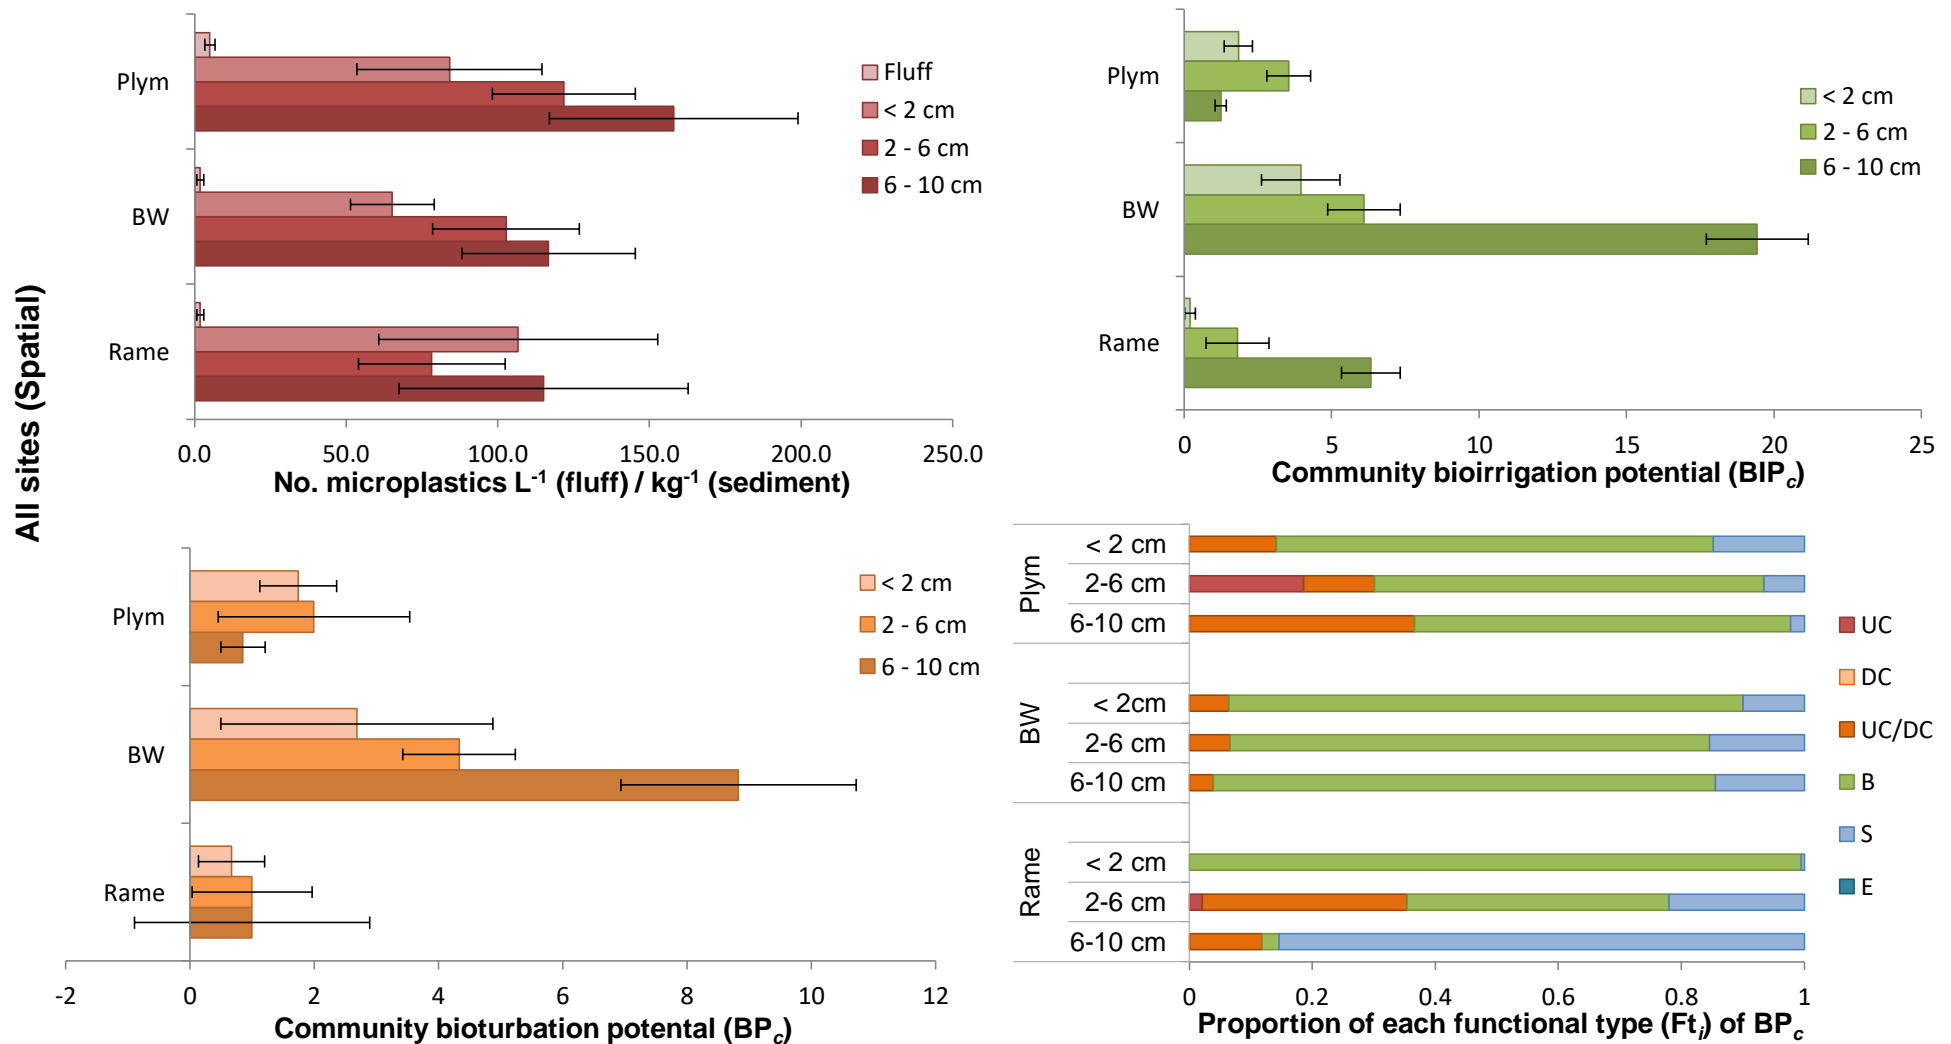 All sites (Spatial)
Plym
BW
Rame
Fluff
< 2 cm
2 - 6 cm
6 - 10 cm
0.0 50.0 100.0 150.0 200.0 250.0
No. microplastics L-1 (fluff) / kg-1 (sediment)
Plym
BW
Rame
< 2 cm
2 - 6 cm
6 - 10 cm
0 5 10 15 20 25
Community bioirrigation potential (BIPc)
Plym
BW
Rame
< 2 cm
2 - 6 cm
6 - 10 cm
-2 0 2 4 6 8 10 12
Community bioturbation potental (BPc)
Plym
< 2 cm
2-6 cm
6-10 cm
BW
< 2cm
2-6 cm
6-10 cm
Rame
< 2 cm
2-6 cm
6-10 cm
UC
DC
UC/DC
B
S
E
0 0.2 0.4 0.6 0.8 1
Proportion of each functional type (Fti) of BPc